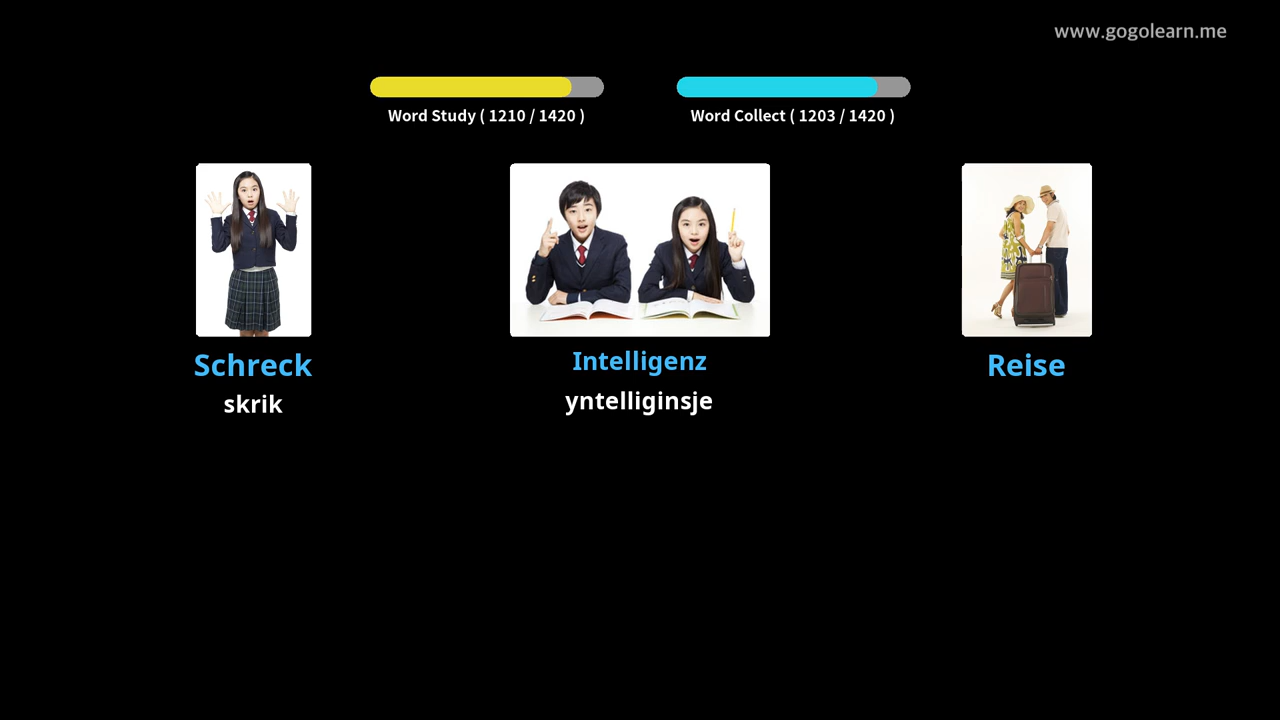 www.gogolearn.me
Word Study ( 1210 / 1420 )
Word Collect ( 1203 / 1420 )
Schreck
skrik
Intelligenz
yntelliginsje
Reise